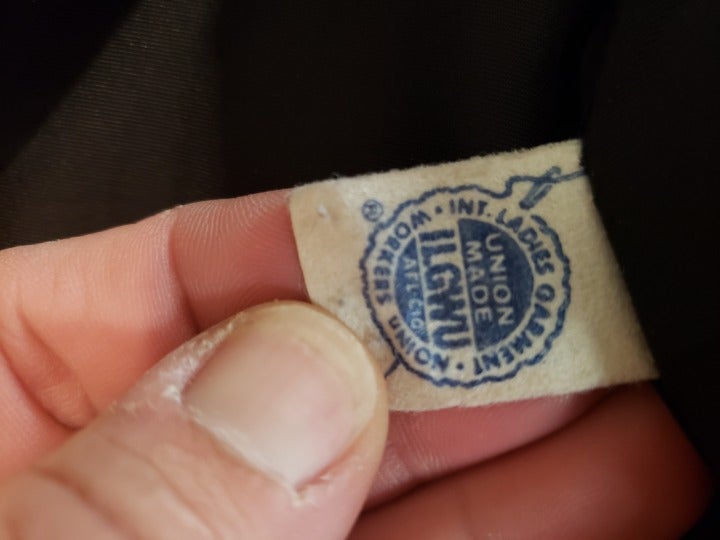 INT. LADIES GARMENT · WORKERS UNION ·
UNION
MADE
ILGWU
AFL-CIO
®